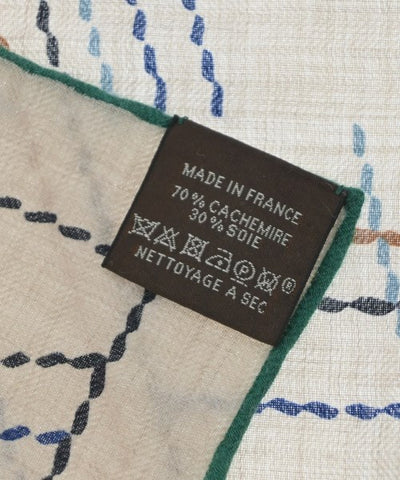 MADE IN FRANCE
70% CACHEMIRE
30% SOIE
P W ®
NETTOYAGE A SEC